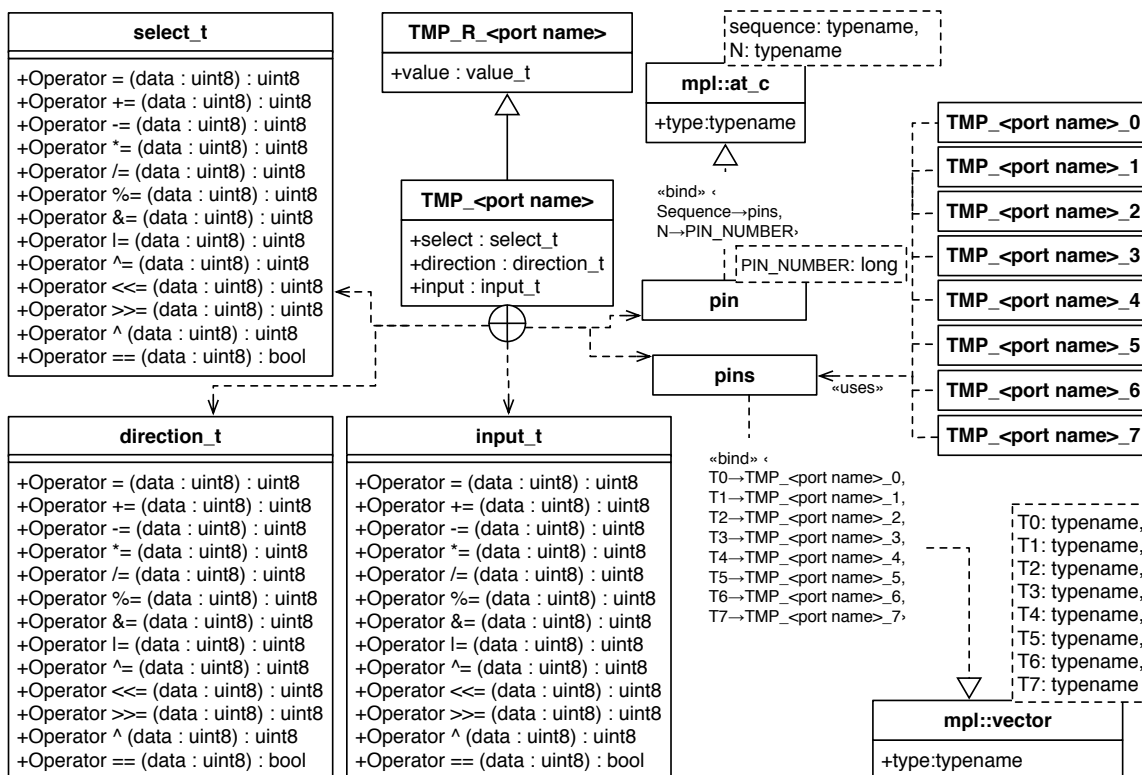 select_t
+Operator = (data : uint8) : uint8
+Operator += (data : uint8) : uint8
+Operator -= (data : uint8) : uint8
+Operator *= (data : uint8) : uint8
+Operator /= (data : uint8) : uint8
+Operator %= (data : uint8) : uint8
+Operator &= (data : uint8) : uint8
+Operator |= (data : uint8) : uint8
+Operator ^= (data : uint8) : uint8
+Operator <<= (data : uint8) : uint8
+Operator >>= (data : uint8) : uint8
+Operator ^ (data : uint8) : uint8
+Operator == (data : uint8) : bool
TMP_R_<port name>
+value : value_t
TMP_<port name>
+select : select_t
+direction : direction_t
+input : input_t
sequence: typename,
N: typename
mpl::at_c
+type:typename
«bind» ‹
Sequence→pins,
N→PIN_NUMBER›
PIN_NUMBER: long
pin
pins
«uses»
TMP_<port name>_0
TMP_<port name>_1
TMP_<port name>_2
TMP_<port name>_3
TMP_<port name>_4
TMP_<port name>_5
TMP_<port name>_6
TMP_<port name>_7
direction_t
+Operator = (data : uint8) : uint8
+Operator += (data : uint8) : uint8
+Operator -= (data : uint8) : uint8
+Operator *= (data : uint8) : uint8
+Operator /= (data : uint8) : uint8
+Operator %= (data : uint8) : uint8
+Operator &= (data : uint8) : uint8
+Operator |= (data : uint8) : uint8
+Operator ^= (data : uint8) : uint8
+Operator <<= (data : uint8) : uint8
+Operator >>= (data : uint8) : uint8
+Operator ^ (data : uint8) : uint8
+Operator == (data : uint8) : bool
input_t
+Operator = (data : uint8) : uint8
+Operator += (data : uint8) : uint8
+Operator -= (data : uint8) : uint8
+Operator *= (data : uint8) : uint8
+Operator /= (data : uint8) : uint8
+Operator %= (data : uint8) : uint8
+Operator &= (data : uint8) : uint8
+Operator |= (data : uint8) : uint8
+Operator ^= (data : uint8) : uint8
+Operator <<= (data : uint8) : uint8
+Operator >>= (data : uint8) : uint8
+Operator ^ (data : uint8) : uint8
+Operator == (data : uint8) : bool
«bind» ‹
T0→TMP_<port name>_0,
T1→TMP_<port name>_1,
T2→TMP_<port name>_2,
T3→TMP_<port name>_3,
T4→TMP_<port name>_4,
T5→TMP_<port name>_5,
T6→TMP_<port name>_6,
T7→TMP_<port name>_7›
T0: typename,
T1: typename,
T2: typename,
T3: typename,
T4: typename,
T5: typename,
T6: typename,
T7: typename
mpl::vector
+type:typename